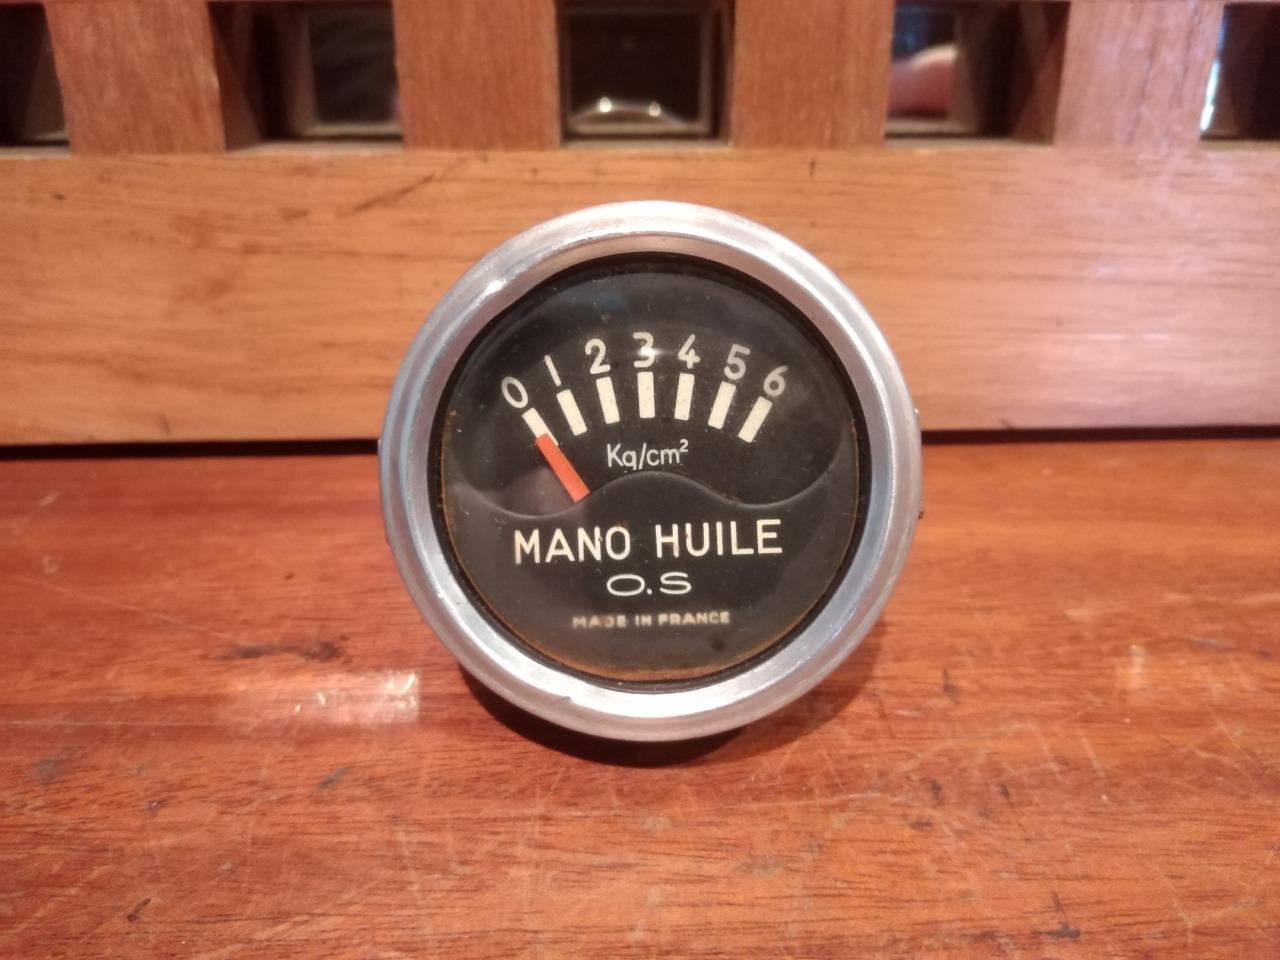 0 1 2 3 4 5 6
Kg/cm²
MANO HUILE
O.S
MADE IN FRANCE